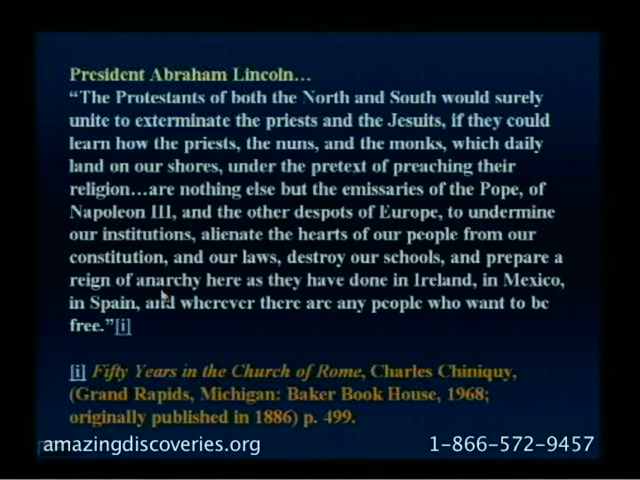 President Abraham Lincoln…
“The Protestants of both the North and South would surely
unite to exterminate the priests and the Jesuits, if they could
learn how the priests, the nuns, and the monks, which daily
land on our shores, under the pretext of preaching their
religion…are nothing else but the emissaries of the Pope, of
Napoleon III, and the other despots of Europe, to undermine
our institutions, alienate the hearts of our people from our
constitution, and our laws, destroy our schools, and prepare a
reign of anarchy here as they have done in Ireland, in Mexico,
in Spain, and wherever there are any people who want to be
free.”[i]
[i] Fifty Years in the Church of Rome, Charles Chiniquy,
(Grand Rapids, Michigan: Baker Book House, 1968;
originally published in 1886) p. 499.
amazingdiscoveries.org 1-866-572-9457